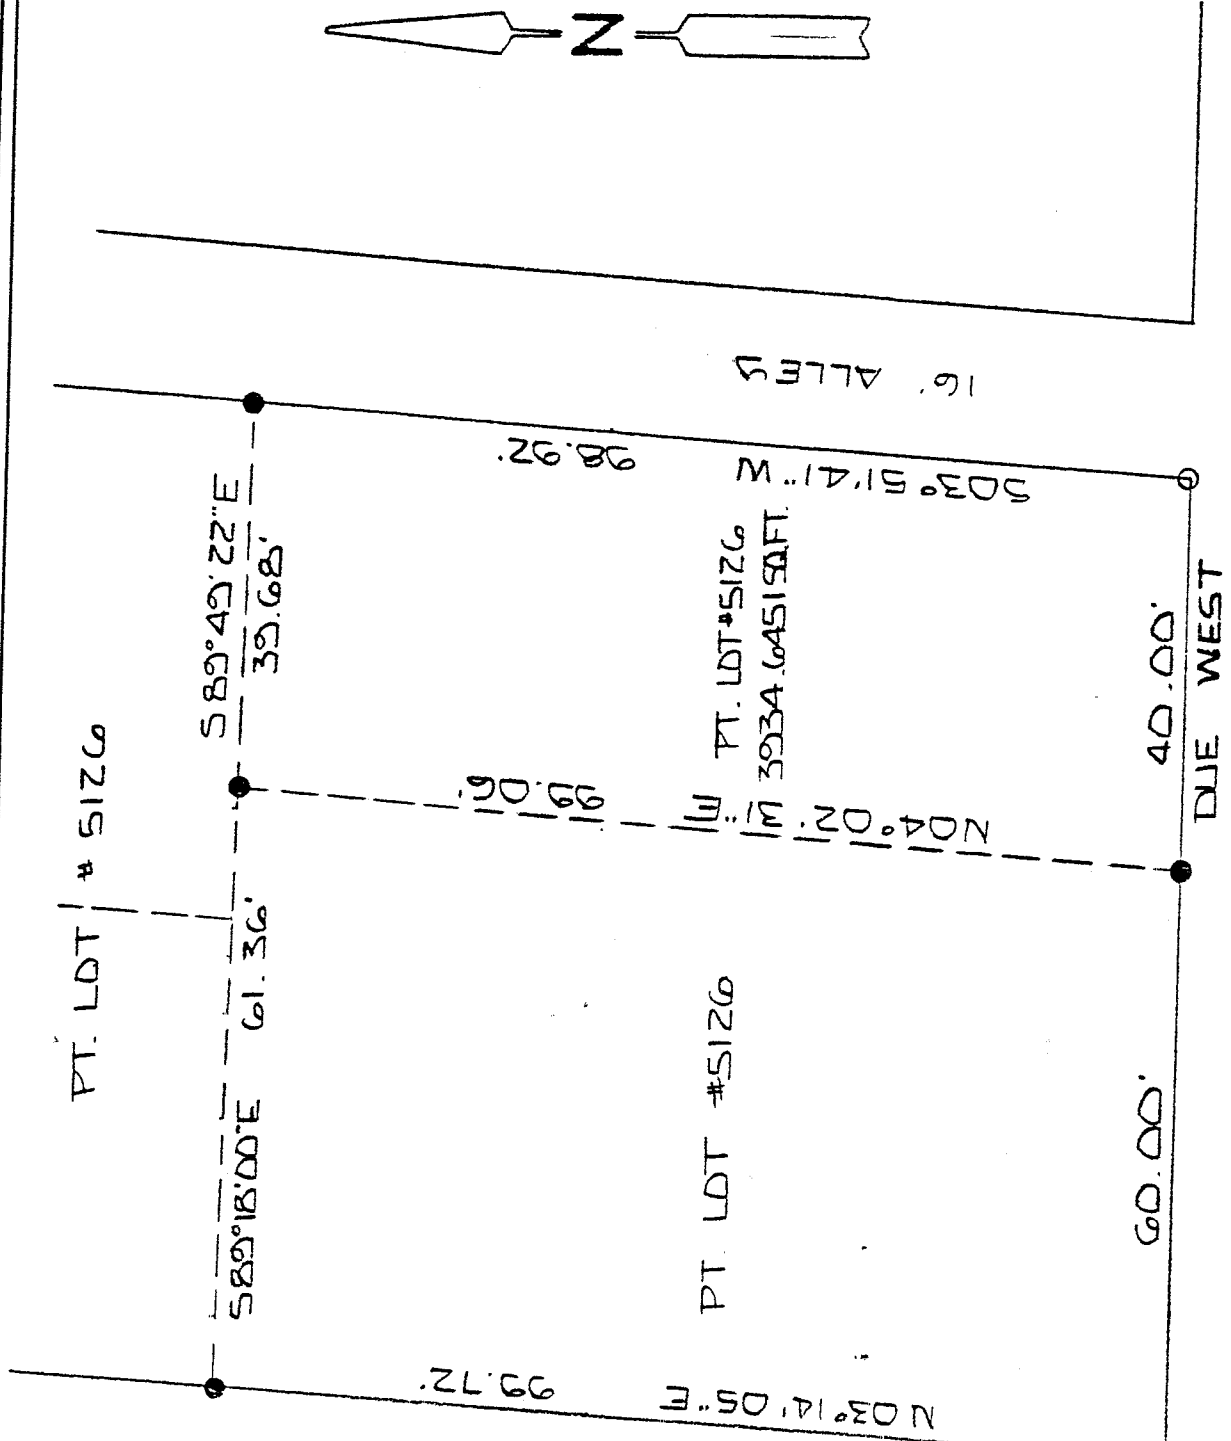 N
16' ALLEY
S03°51'41"W 98.92'
S89°49'22"E
39.68'
PT. LOT #5126
3934.6451 SQ.FT.
40.00'
DUE WEST
N04°02'31"E 99.06'
PT. LOT #5126
S89°18'00"E 61.36'
PT. LOT #5126
60.00'
N03°14'05"E 99.72'